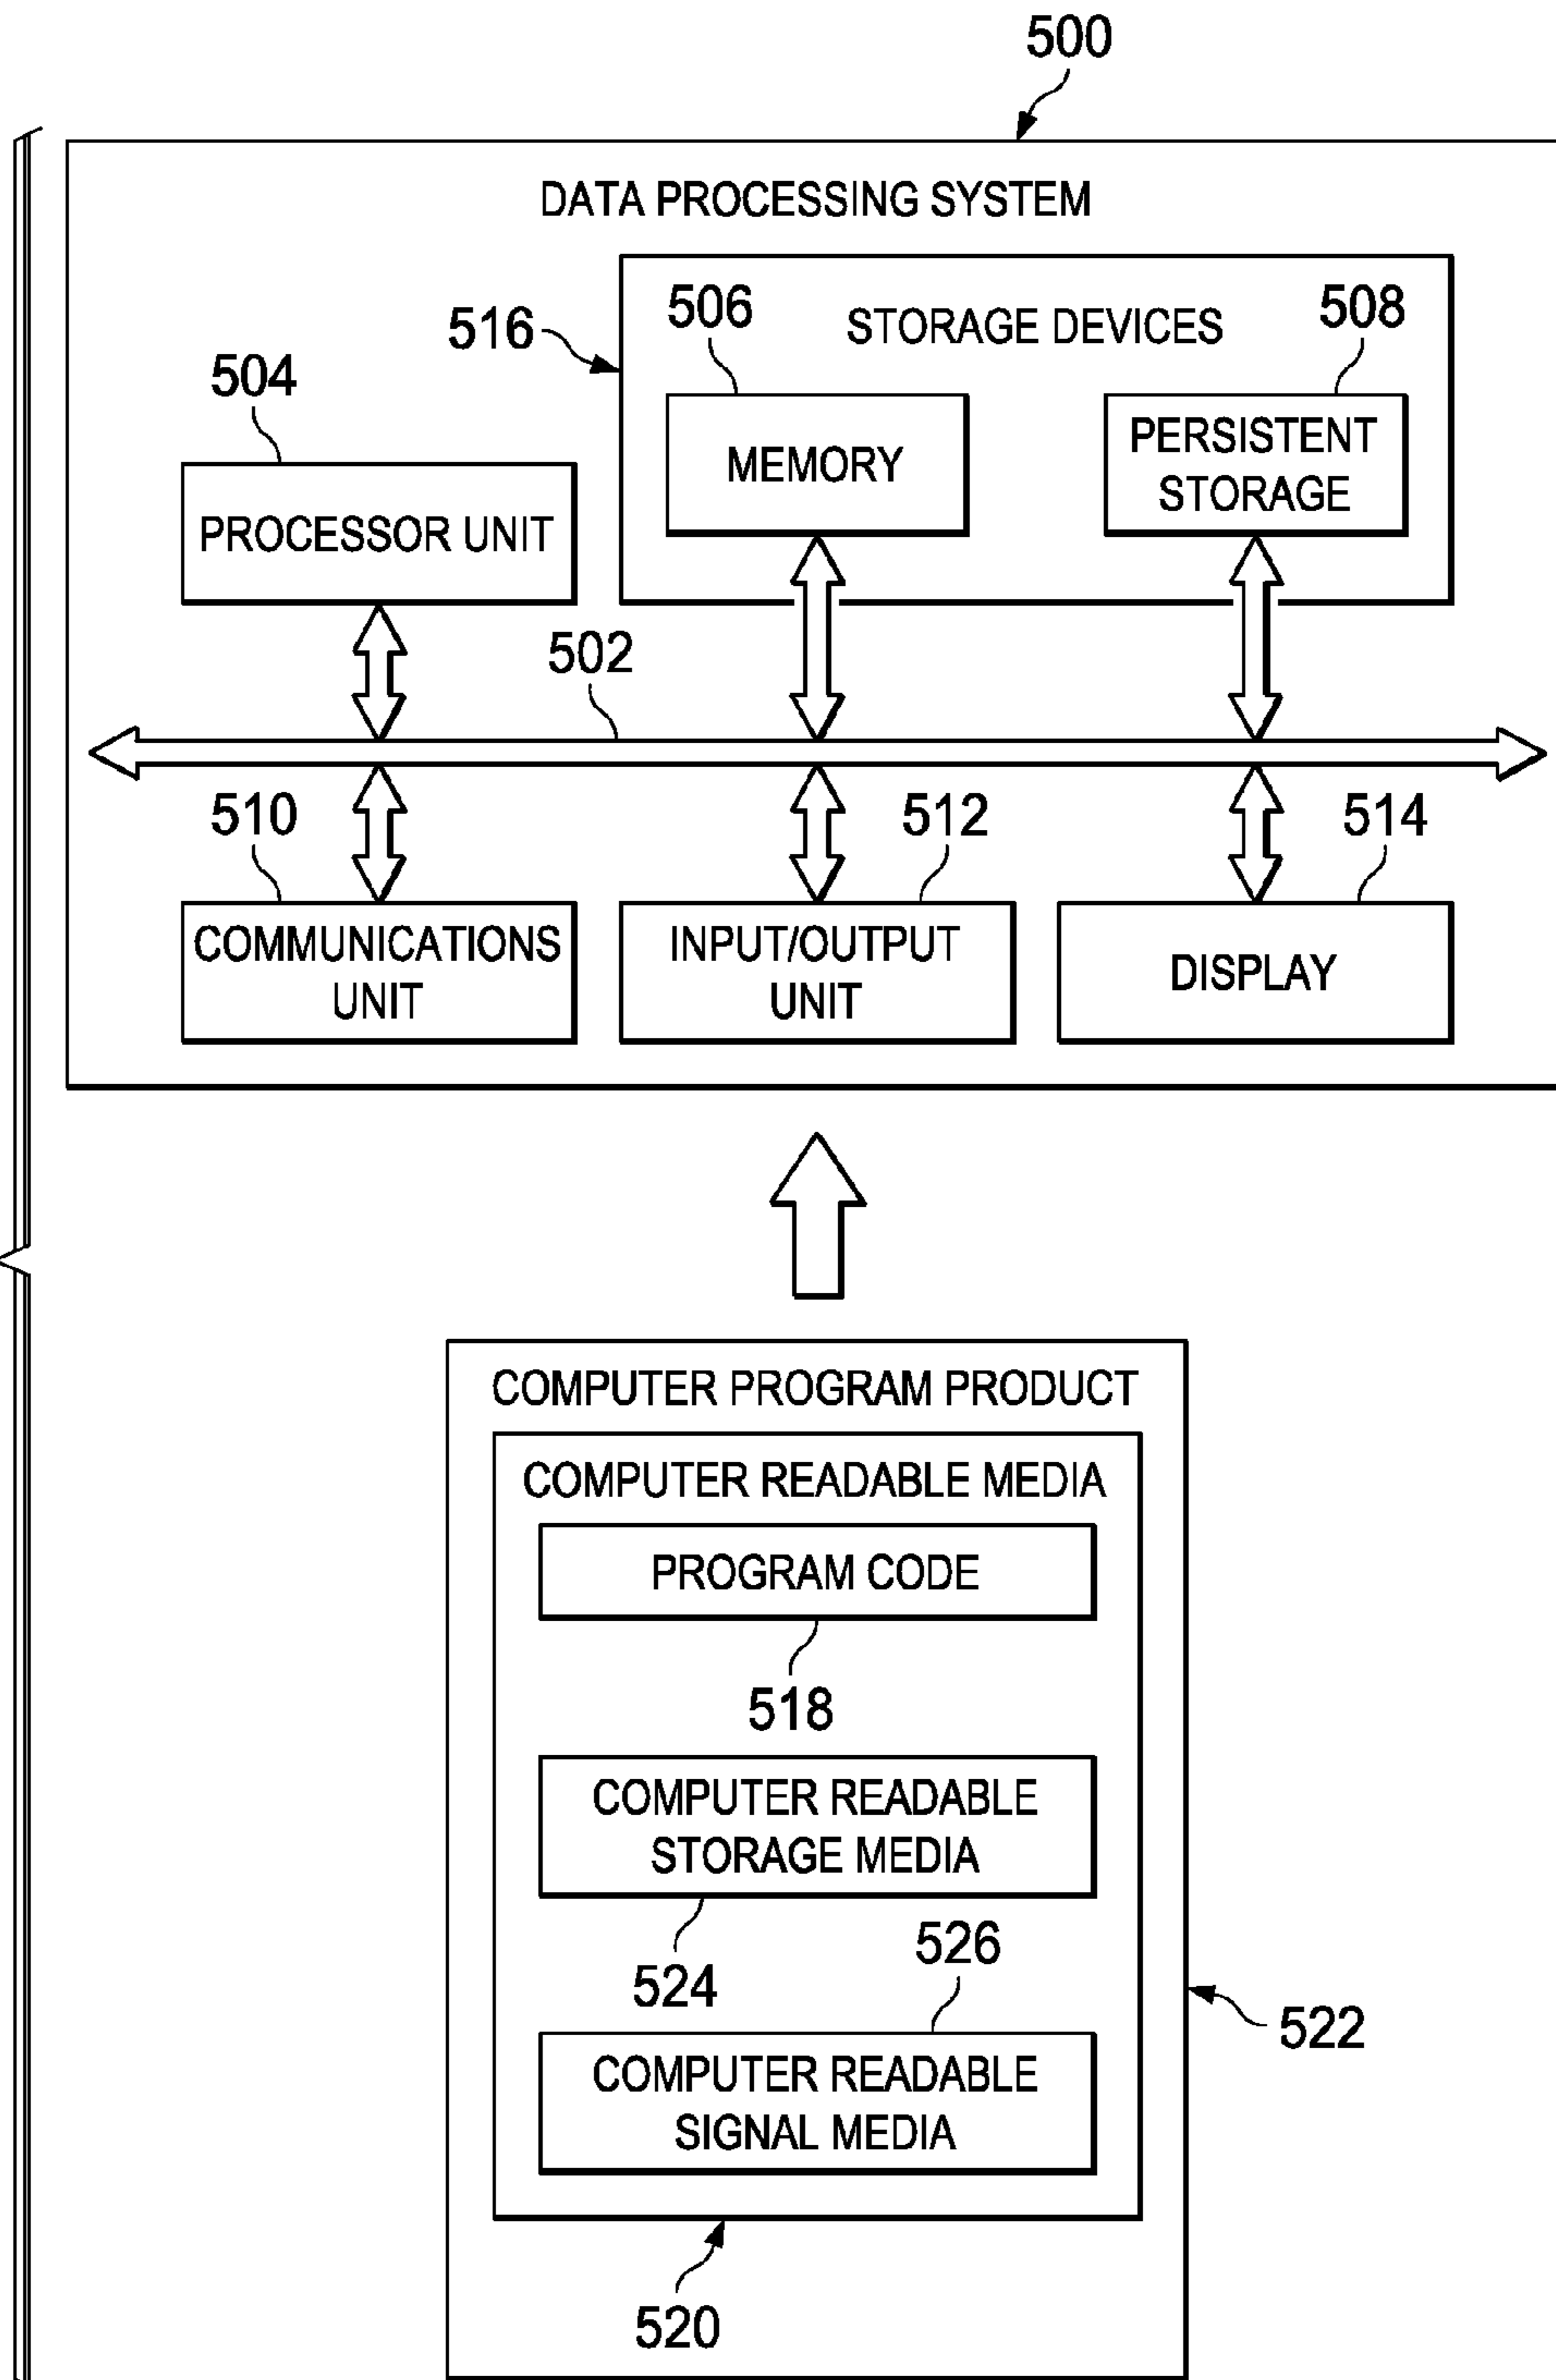 500
DATA PROCESSING SYSTEM
516
506
STORAGE DEVICES
508
504
MEMORY
PERSISTENT
STORAGE
PROCESSOR UNIT
502
510
512
514
COMMUNICATIONS
UNIT
INPUT/OUTPUT
UNIT
DISPLAY
COMPUTER PROGRAM PRODUCT
COMPUTER READABLE MEDIA
PROGRAM CODE
518
COMPUTER READABLE
STORAGE MEDIA
524
526
522
COMPUTER READABLE
SIGNAL MEDIA
520